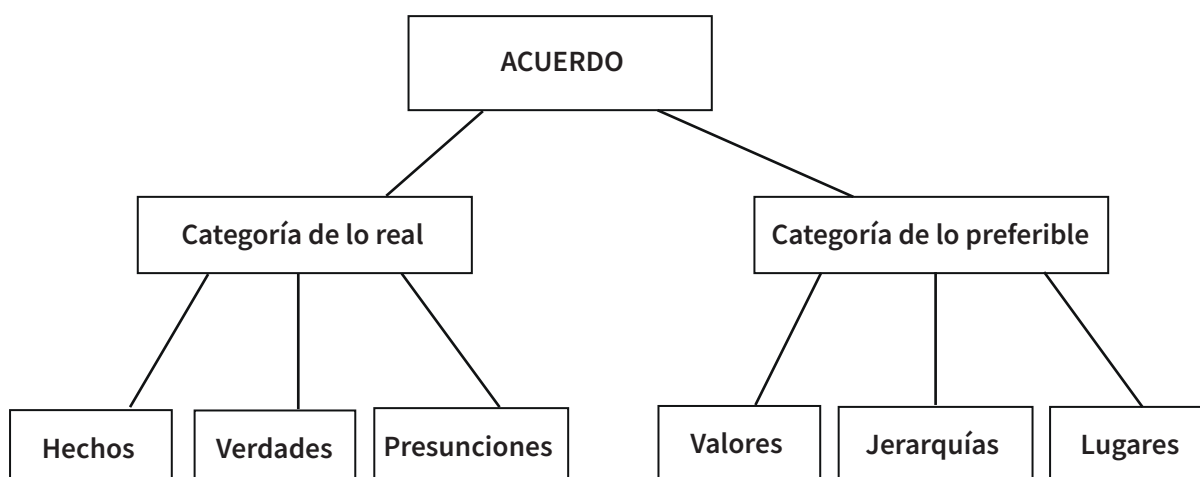 ACUERDO
Categoría de lo real
Categoría de lo preferible
Hechos
Verdades
Presunciones
Valores
Jerarquías
Lugares